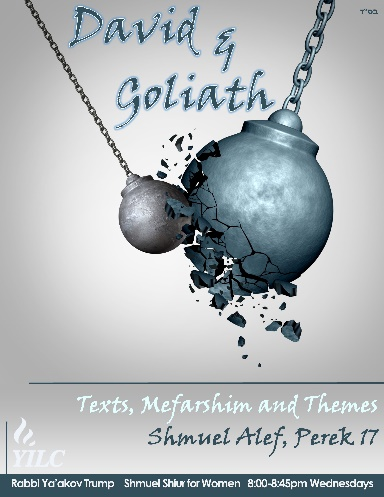 בס"ד
David &
Goliath
Texts, Mefarshim and Themes
Shmuel Alef, Perek 17
YILC
Rabbi Ya'akov Trump Shmuel Shiur for Women 8:00-8:45pm Wednesdays